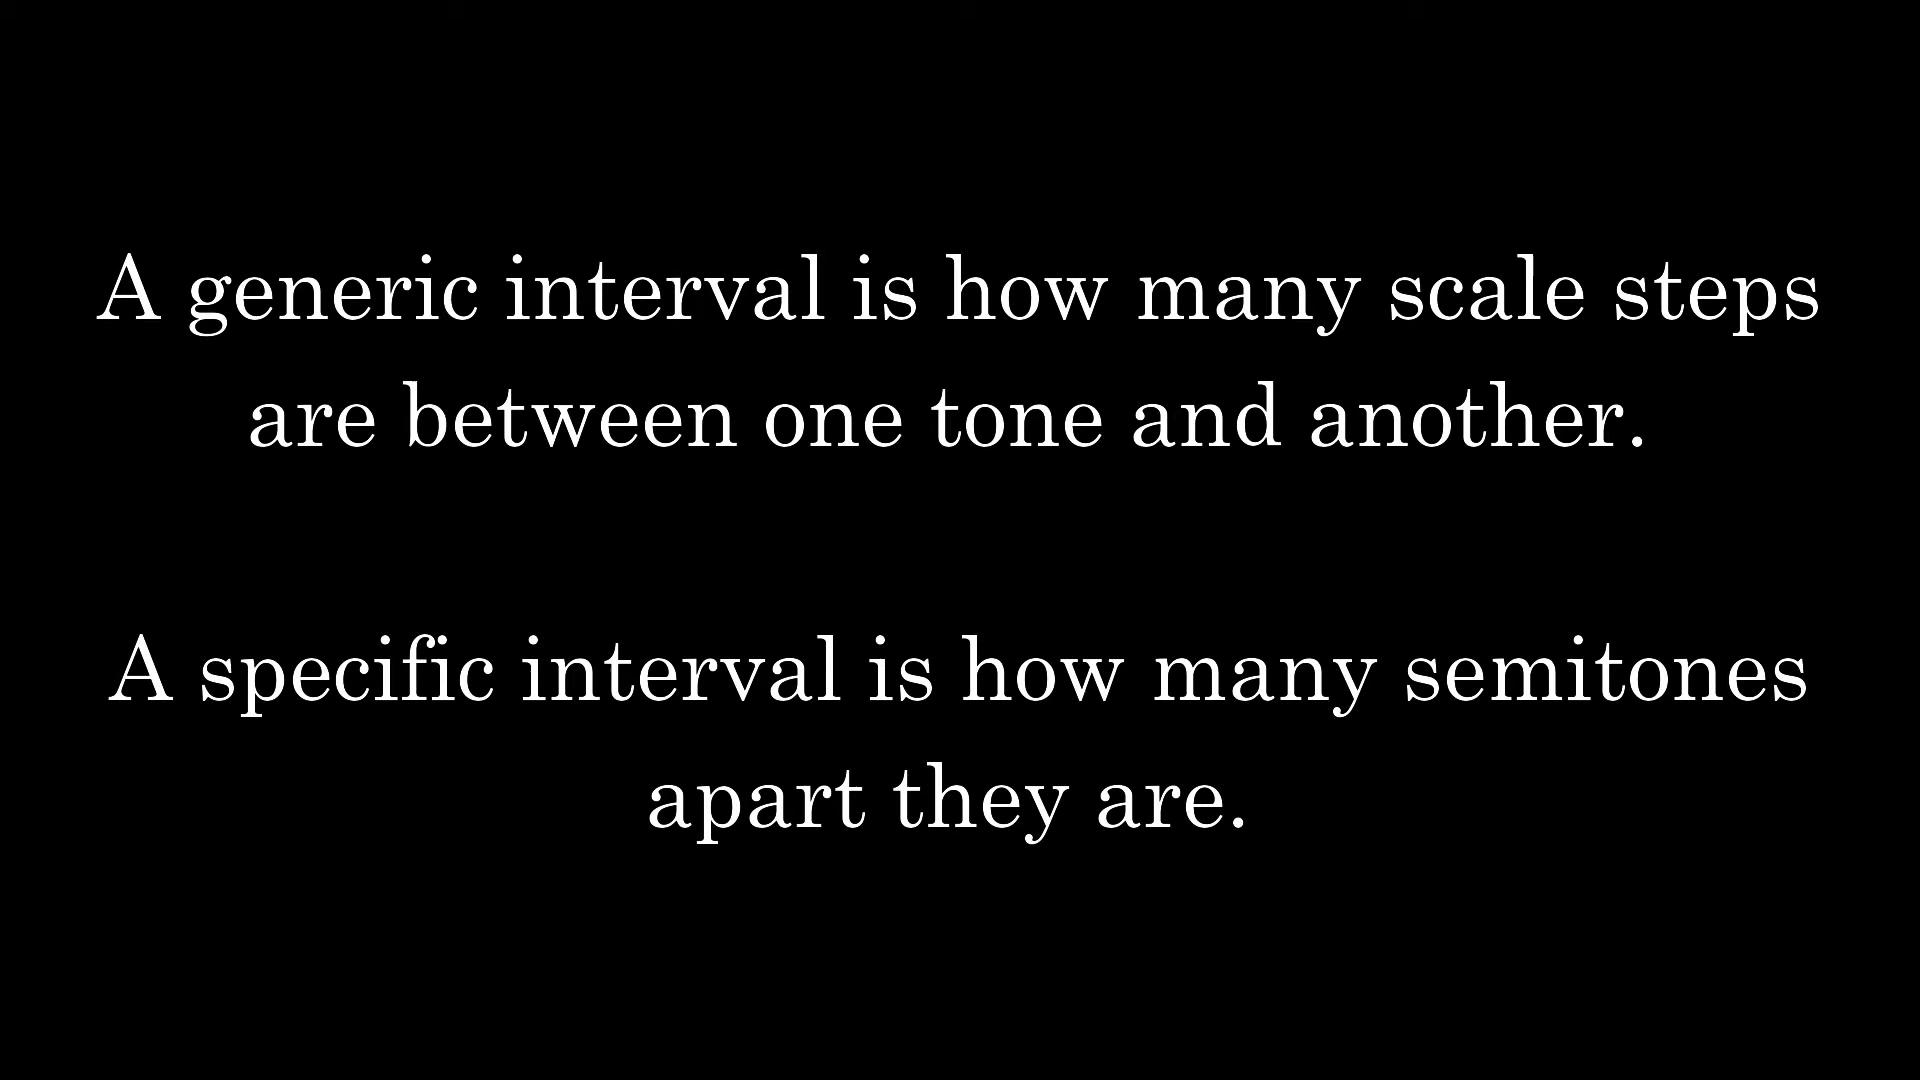 A generic interval is how many scale steps
are between one tone and another.
A specific interval is how many semitones
apart they are.